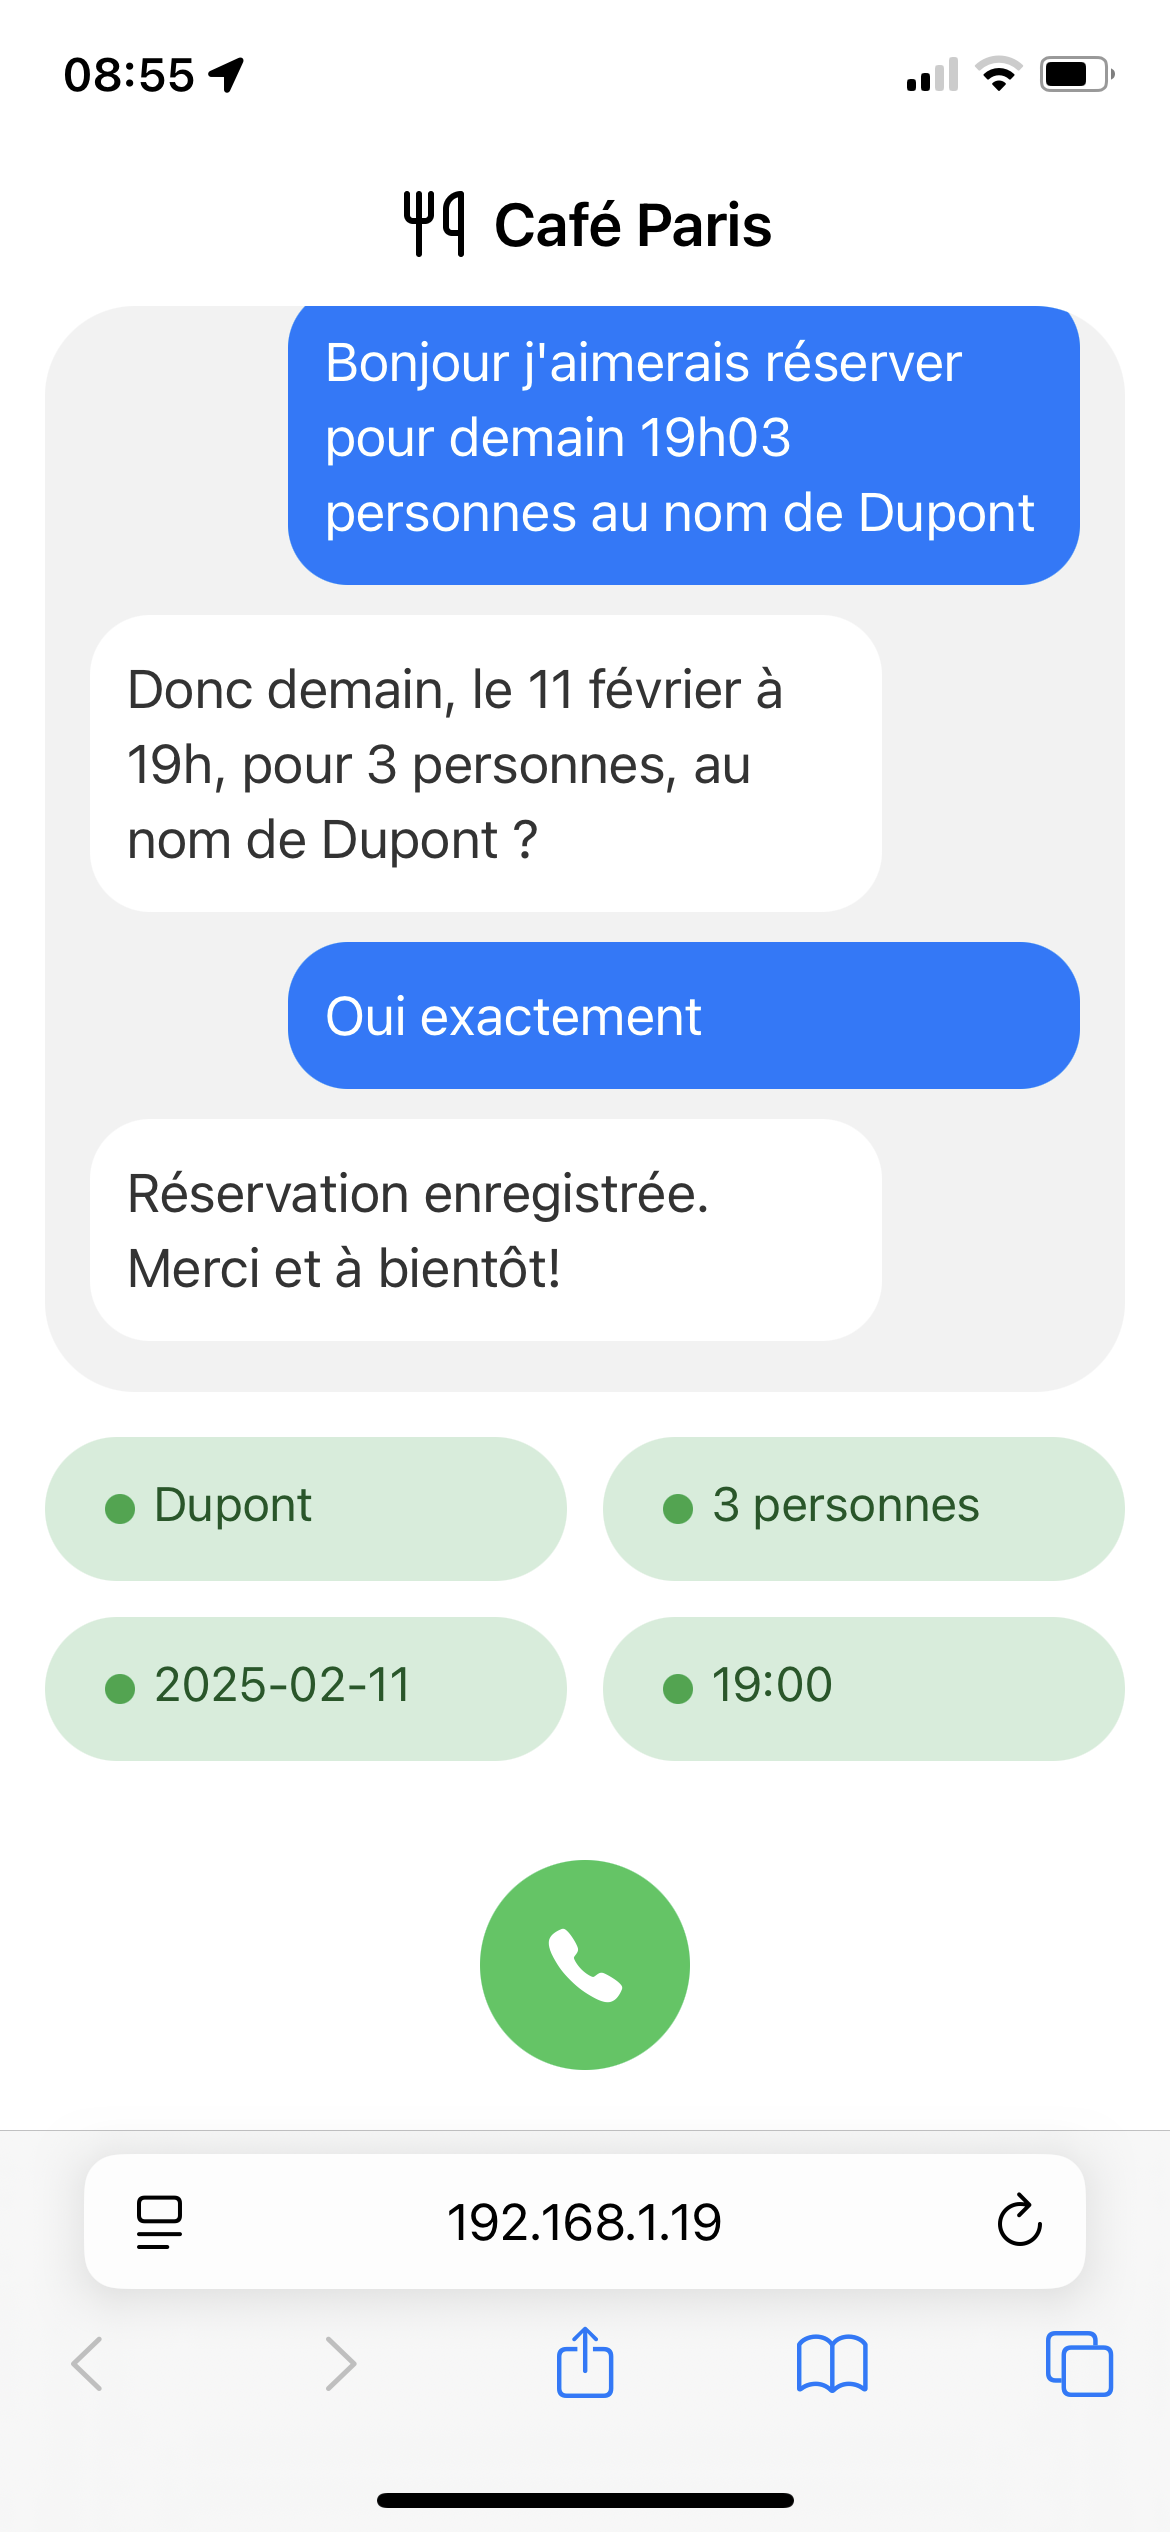 08:55
Café Paris
Bonjour j'aimerais réserver
pour demain 19h03
personnes au nom de Dupont
Donc demain, le 11 février à
19h, pour 3 personnes, au
nom de Dupont ?
Oui exactement
Réservation enregistrée.
Merci et à bientôt!
Dupont
3 personnes
2025-02-11
19:00
192.168.1.19